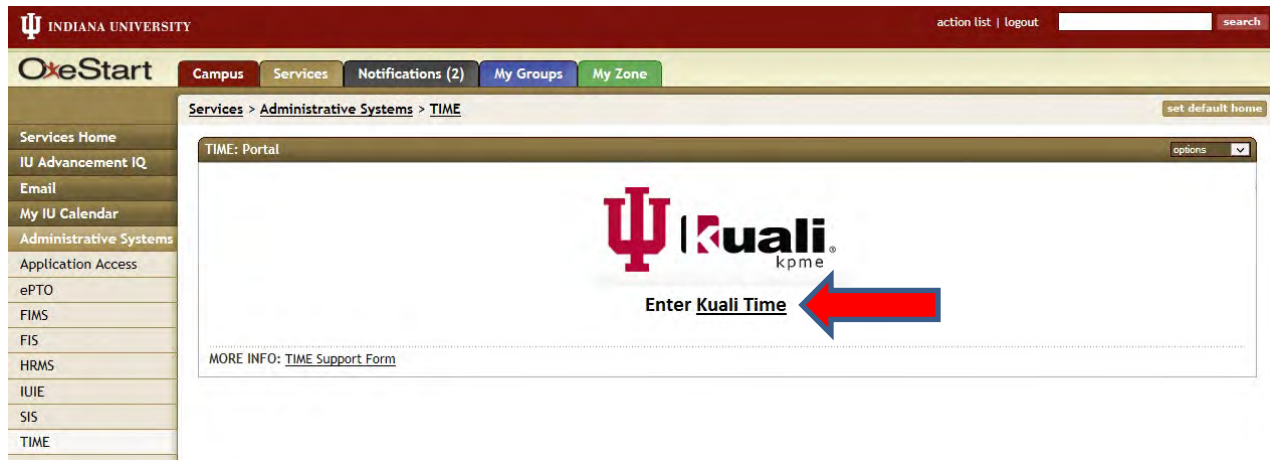 INDIANA UNIVERSITY
action list | logout
search
OneStart
Campus Services Notifications (2) My Groups My Zone
Services > Administrative Systems > TIME
set default home
Services Home
IU Advancement IQ
Email
My IU Calendar
Administrative Systems
Application Access
ePTO
FIMS
FIS
HRMS
IUIE
SIS
TIME
TIME: Portal
options
Kuali®
kpme
Enter Kuali Time
MORE INFO: TIME Support Form